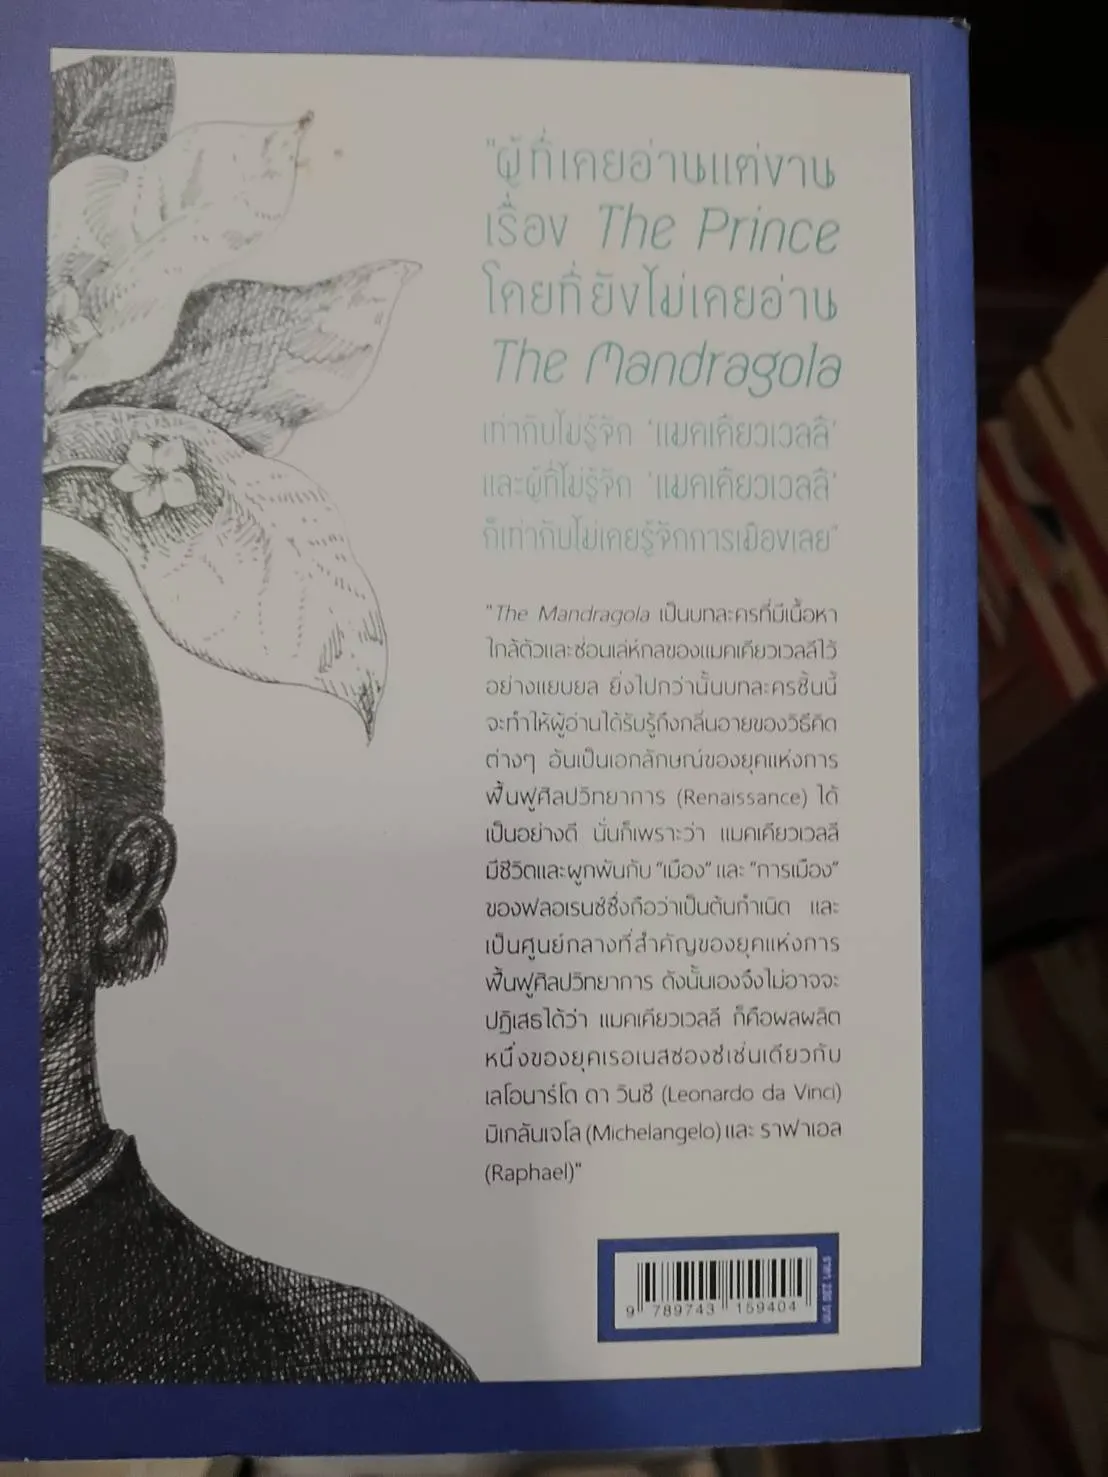 "ผู้ที่เคยอ่านแต่งาน
เรื่อง The Prince
โดยที่ยังไม่เคยอ่าน
The Mandragola
เท่ากับไม่รู้จัก 'แมคเคียวเวลลี'
และผู้ที่ไม่รู้จัก 'แมคเคียวเวลลี'
ก็เท่ากับไม่เคยรู้จักการเมืองเลย"
"The Mandragola เป็นบทละครที่มีเนื้อหา
ใกล้ตัวและซ่อนเล่ห์กลของแมคเคียวเวลลีไว้
อย่างแยบยล ยิ่งไปกว่านั้นบทละครชิ้นนี้
จะทำให้ผู้อ่านได้รับรู้ถึงกลิ่นอายของวิธีคิด
ต่างๆ อันเป็นเอกลักษณ์ของยุคแห่งการ
ฟื้นฟูศิลปวิทยาการ (Renaissance) ได้
เป็นอย่างดี นั่นก็เพราะว่า แมคเคียวเวลลี
มีชีวิตและผูกพันกับ "เมือง" และ "การเมือง"
ของฟลอเรนซ์ซึ่งถือว่าเป็นต้นกำเนิด และ
เป็นศูนย์กลางที่สำคัญของยุคแห่งการ
ฟื้นฟูศิลปวิทยาการ ดังนั้นเองจึงไม่อาจจะ
ปฏิเสธได้ว่า แมคเคียวเวลลี ก็คือผลผลิต
หนึ่งของยุคเรอเนสซองซ์เช่นเดียวกับ
เลโอนาร์โด ดา วินชี (Leonardo da Vinci)
มิเกลันเจโล (Michelangelo) และ ราฟาเอล
(Raphael)"
9 789743 159404
ราคา 230 บาท